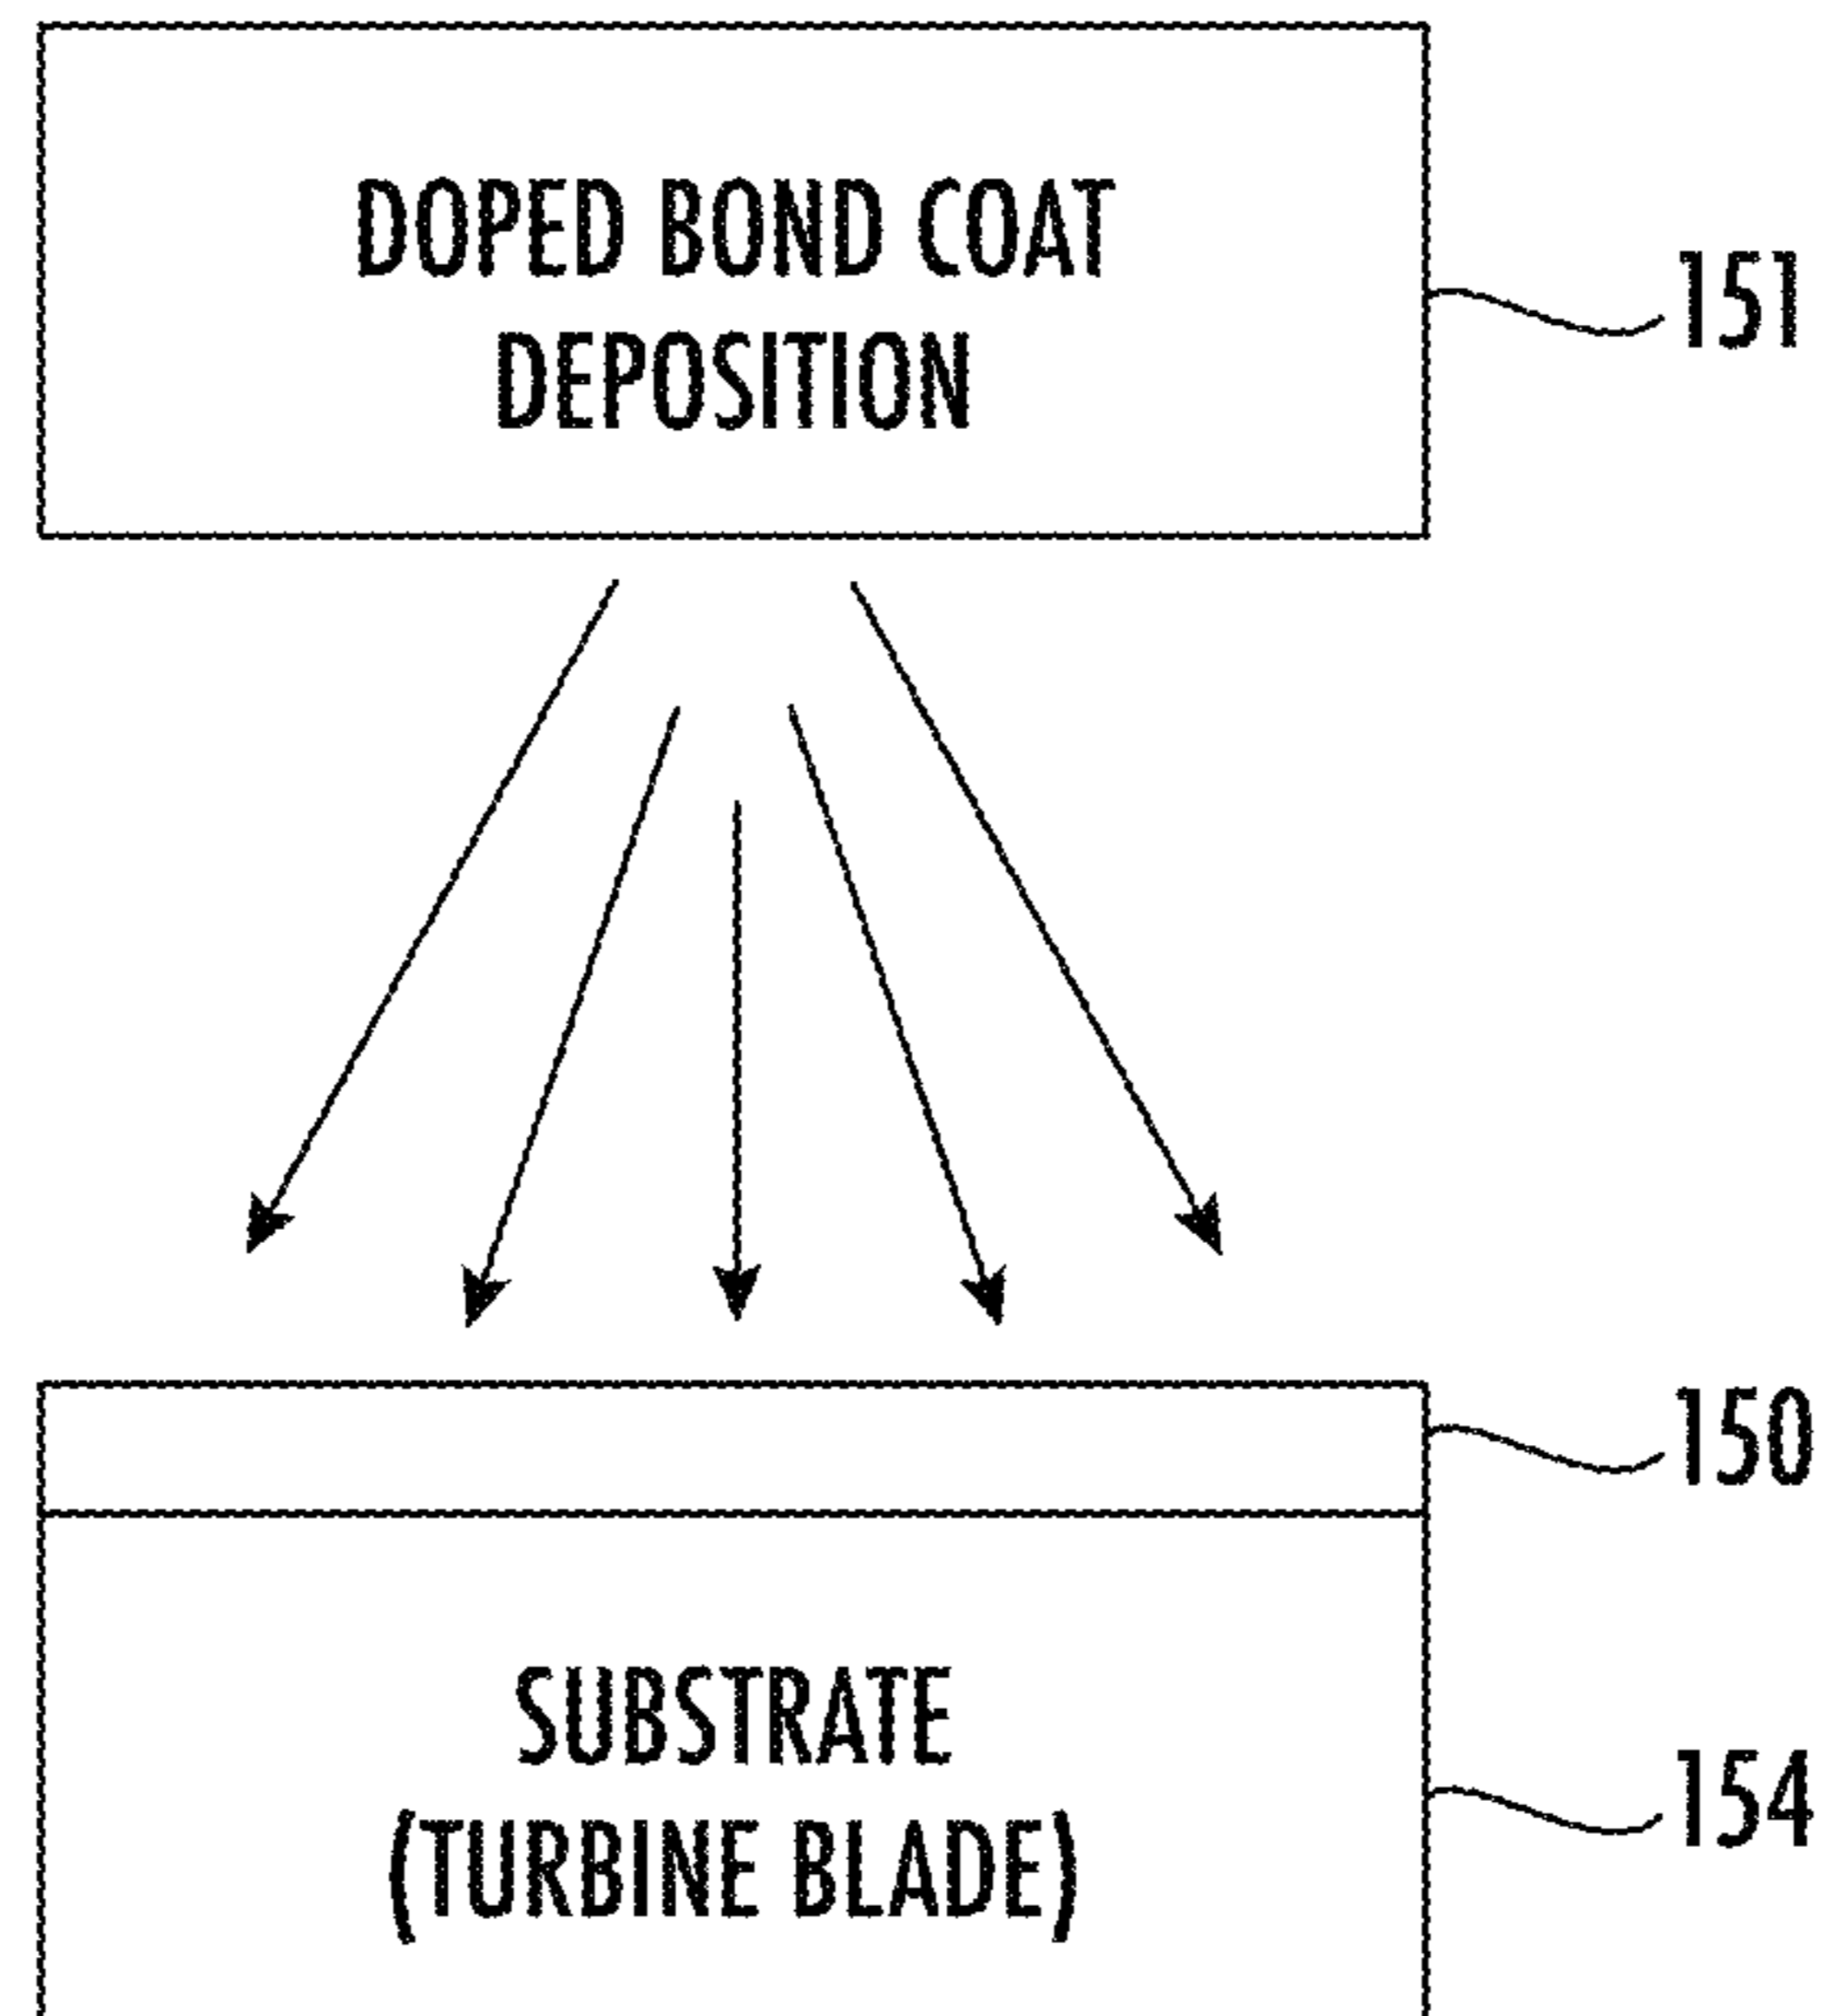 DOPED BOND COAT
DEPOSITION
151
150
SUBSTRATE
(TURBINE BLADE)
154